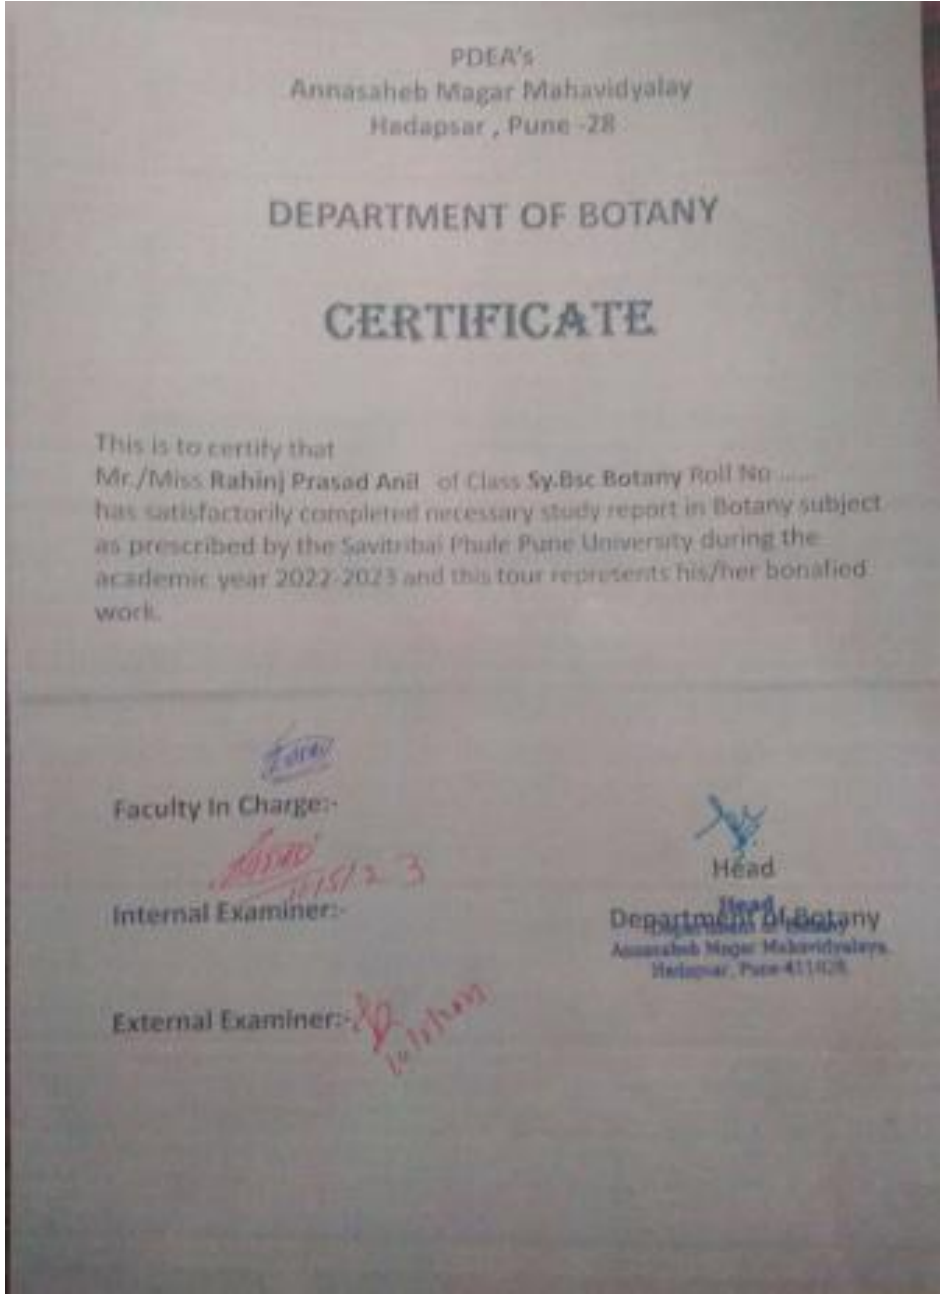 PDEA's
Annasaheb Magar Mahavidyalay
Hadapsar , Pune -28
DEPARTMENT OF BOTANY
CERTIFICATE
This is to certify that
Mr./Miss Rahinj Prasad Anil of Class Sy.Bsc Botany Roll No ......
has satisfactorily completed necessary study report in Botany subject
as prescribed by the Savitribai Phule Pune University during the
academic year 2022-2023 and this tour represents his/her bonafied
work.
Faculty In Charge:-
Internal Examiner:-
External Examiner:-
Head
Department of Botany
Head
Department of Botany
Annasaheb Magar Mahavidyalaya
Hadapsar, Pune-411028